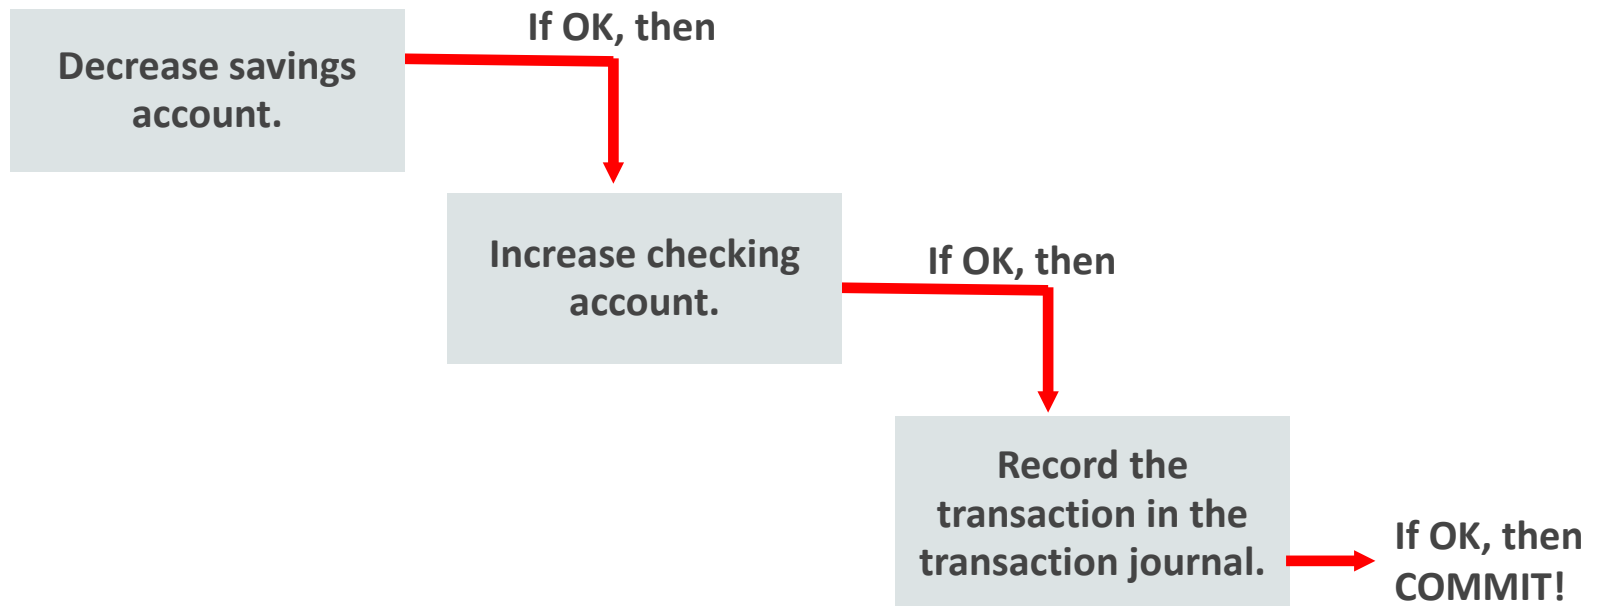 If OK, then
Decrease savings
account.
Increase checking
account.
If OK, then
Record the
transaction in the
transaction journal.
If OK, then
COMMIT!